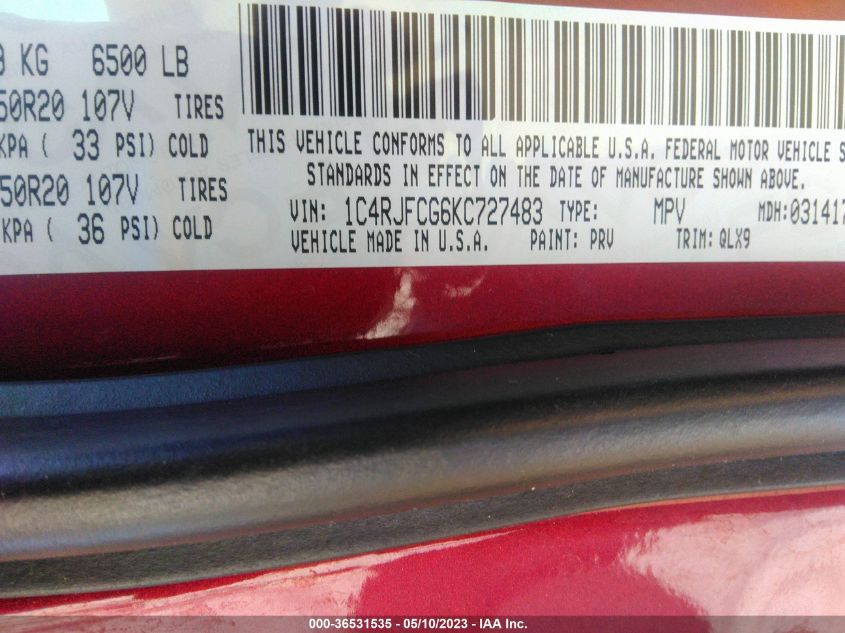 KG 6500 LB
50R20 107V TIRES
KPA ( 33 PSI) COLD
50R20 107V TIRES
KPA ( 36 PSI) COLD
THIS VEHICLE CONFORMS TO ALL APPLICABLE U.S.A. FEDERAL MOTOR VEHICLE S
STANDARDS IN EFFECT ON THE DATE OF MANUFACTURE SHOWN ABOVE.
VIN: 1C4RJFCG6KC727483 TYPE: MPV MDH:031417
VEHICLE MADE IN U.S.A. PAINT: PRV TRIM: QLX9
000-36531535 — 05/10/2023 — IAA Inc.